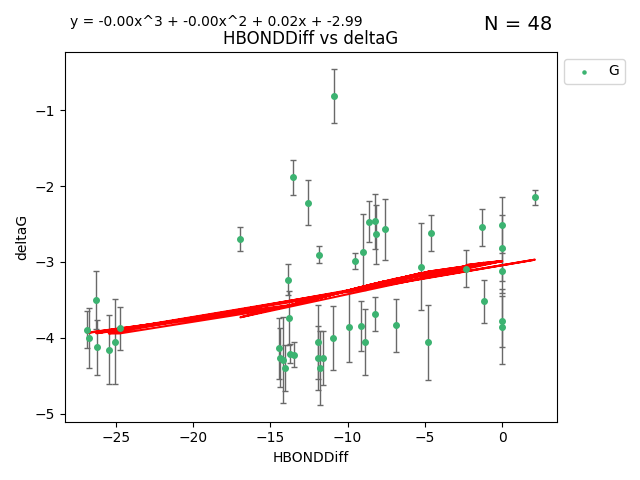 y = -0.00x^3 + -0.00x^2 + 0.02x + -2.99
N = 48
HBONDDiff vs deltaG
G
deltaG
−1
−2
−3
−4
−5
−25 −20 −15 −10 −5 0
HBONDDiff